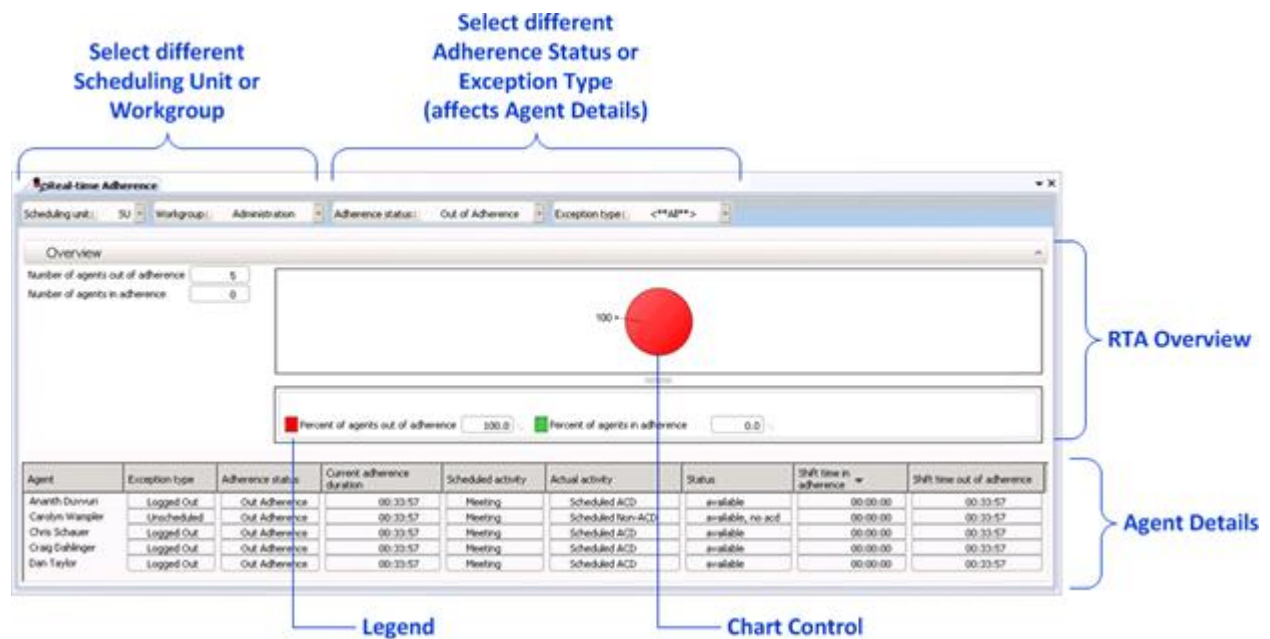 Select different
Scheduling Unit or
Workgroup
Select different
Adherence Status or
Exception Type
(affects Agent Details)
Real-time Adherence
Scheduling unit: SU Workgroup: Administration Adherence status: Out of Adherence Exception type: <**All**>
Overview
Number of agents out of adherence 5
Number of agents in adherence 0
100
RTA Overview
Percent of agents out of adherence 100.0 Percent of agents in adherence 0.0
Agent Exception type Adherence status Current adherence duration Scheduled activity Actual activity Status Shift time in adherence Shift time out of adherence
Ananth Duvvuri Logged Out Out Adherence 00:33:57 Meeting Scheduled ACD available 00:00:00 00:33:57
Carolyn Wampler Unscheduled Out Adherence 00:33:57 Meeting Scheduled Non-ACD available, no acd 00:00:00 00:33:57
Chris Schauer Logged Out Out Adherence 00:33:57 Meeting Scheduled ACD available 00:00:00 00:33:57
Craig Dahlinger Logged Out Out Adherence 00:33:57 Meeting Scheduled ACD available 00:00:00 00:33:57
Dan Taylor Logged Out Out Adherence 00:33:57 Meeting Scheduled ACD available 00:00:00 00:33:57
Agent Details
Legend
Chart Control